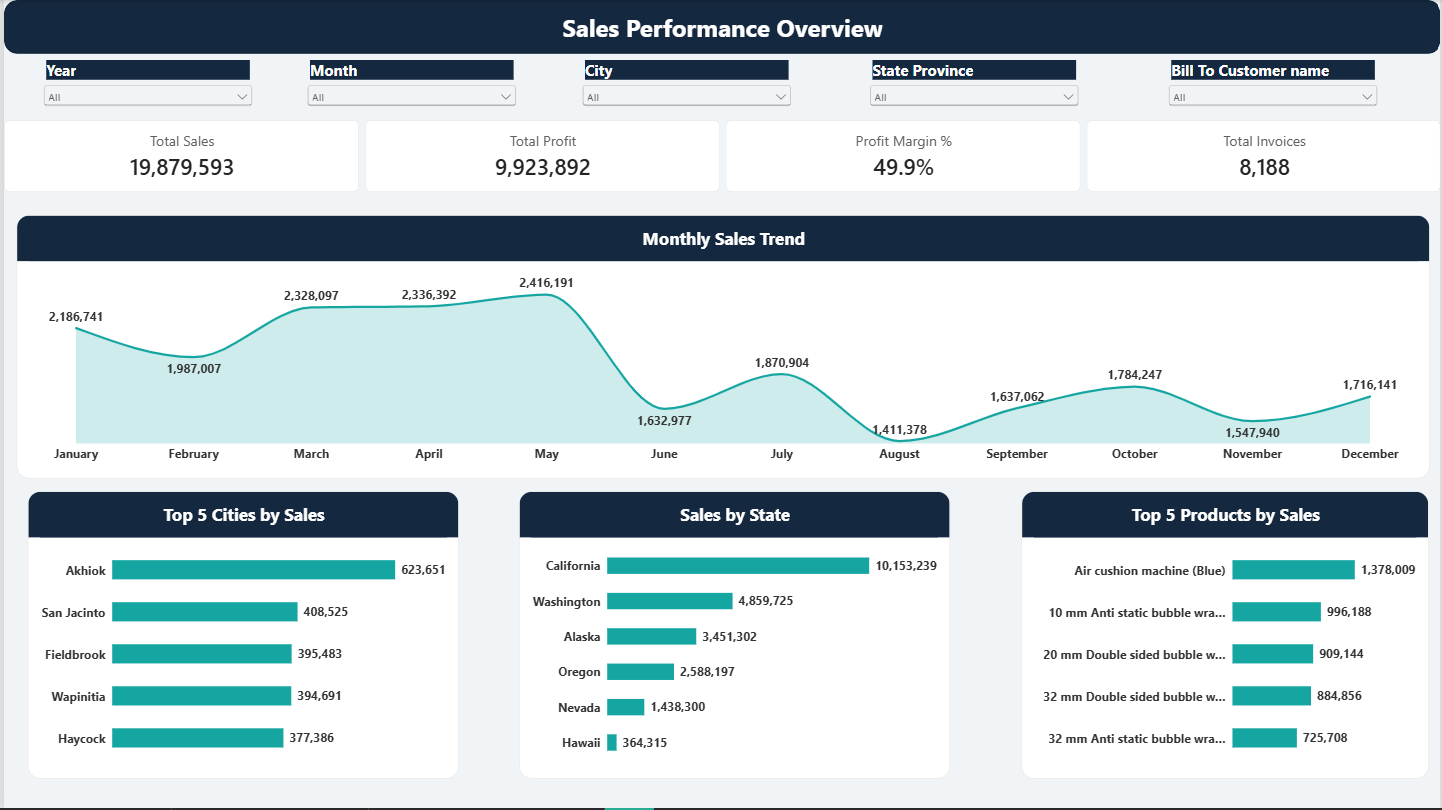 Sales Performance Overview
Year Month City State Province Bill To Customer name
All All All All All
Total Sales Total Profit Profit Margin % Total Invoices
19,879,593 9,923,892 49.9% 8,188
Monthly Sales Trend
2,186,741 1,987,007 2,328,097 2,336,392 2,416,191 1,632,977 1,870,904 1,411,378 1,637,062 1,784,247 1,547,940 1,716,141
January February March April May June July August September October November December
Top 5 Cities by Sales
Akhiok 623,651
San Jacinto 408,525
Fieldbrook 395,483
Wapinitia 394,691
Haycock 377,386
Sales by State
California 10,153,239
Washington 4,859,725
Alaska 3,451,302
Oregon 2,588,197
Nevada 1,438,300
Hawaii 364,315
Top 5 Products by Sales
Air cushion machine (Blue) 1,378,009
10 mm Anti static bubble wra... 996,188
20 mm Double sided bubble w... 909,144
32 mm Double sided bubble w... 884,856
32 mm Anti static bubble wra... 725,708